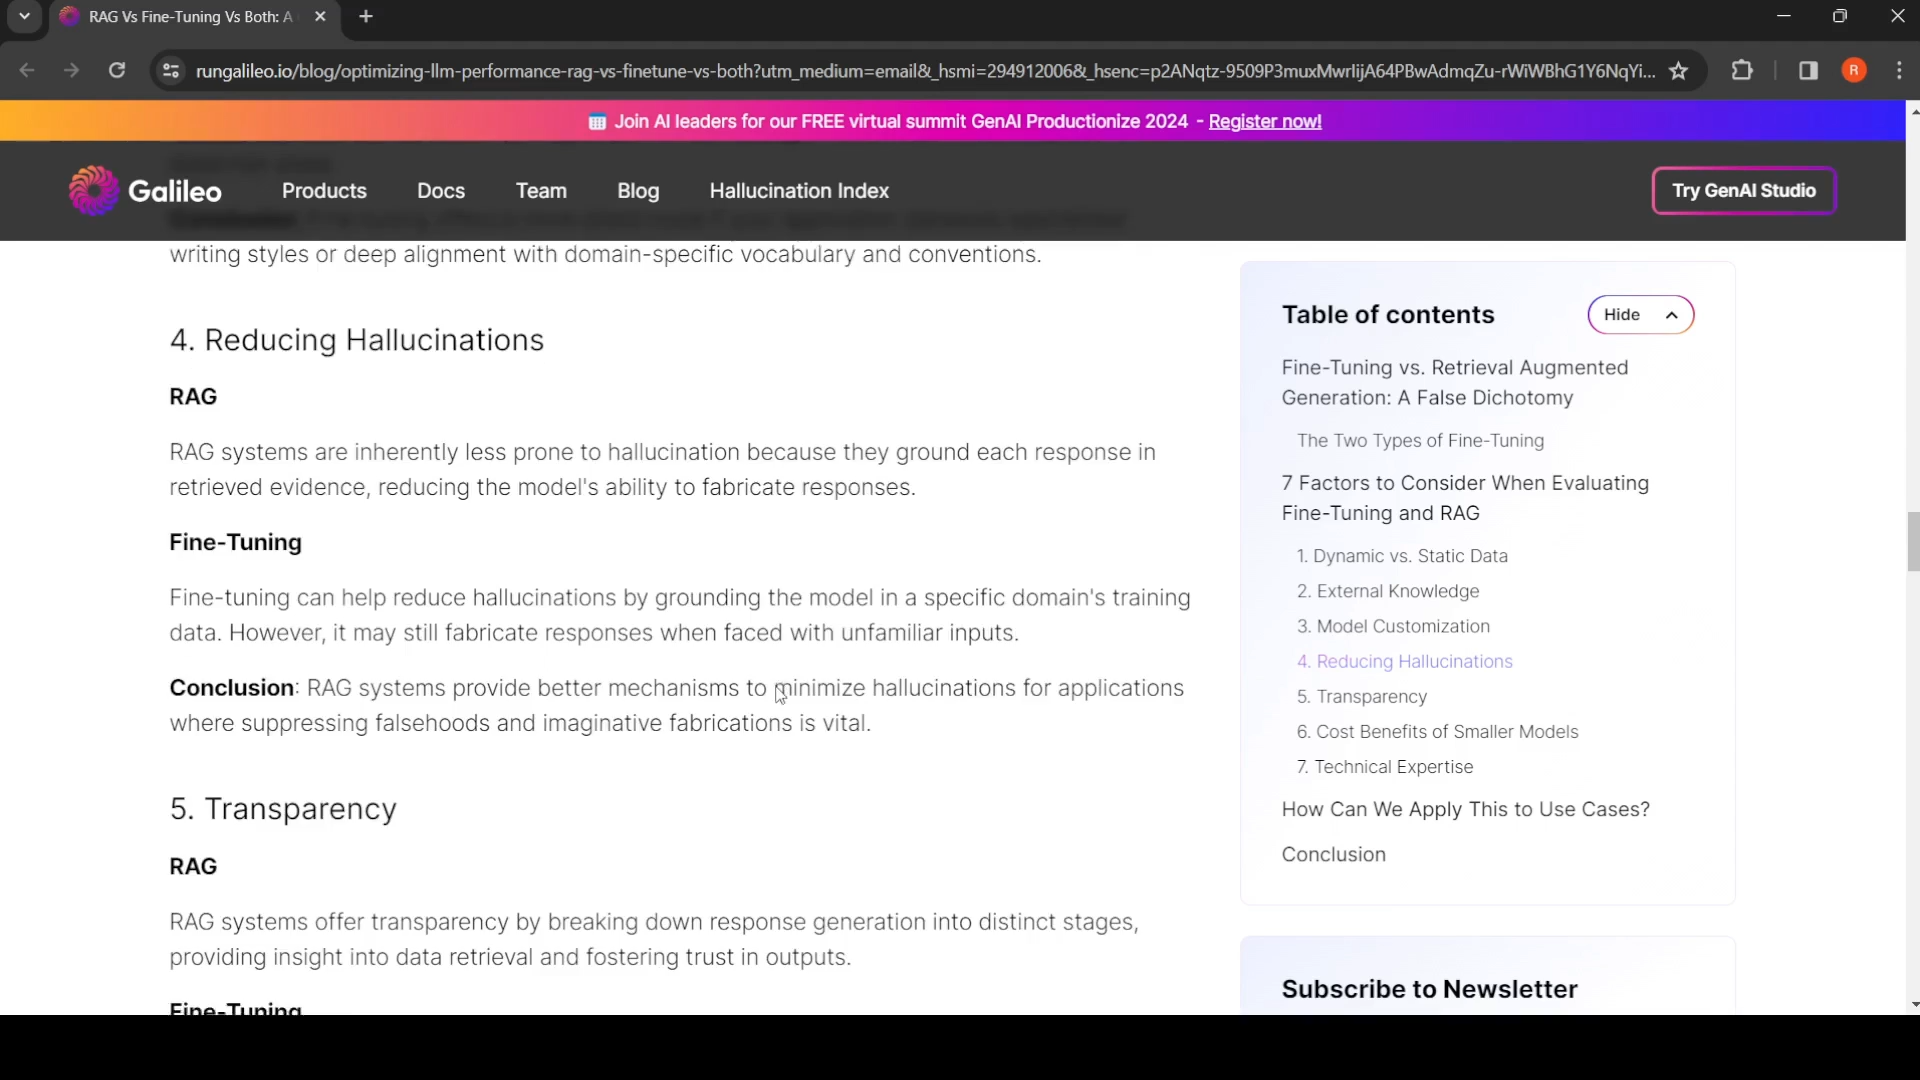 RAG Vs Fine-Tuning Vs Both: A
rungalileo.io/blog/optimizing-llm-performance-rag-vs-finetune-vs-both?utm_medium=email&_hsmi=294912006&_hsenc=p2ANqtz-9509P3muxMwrlijA64PBwAdmqZu-rWiWBhG1Y6NqYi...
R
Join AI leaders for our FREE virtual summit GenAI Productionize 2024 - Register now!
Galileo
Products
Docs
Team
Blog
Hallucination Index
Try GenAI Studio
writing styles or deep alignment with domain-specific vocabulary and conventions.
4. Reducing Hallucinations
RAG
RAG systems are inherently less prone to hallucination because they ground each response in
retrieved evidence, reducing the model's ability to fabricate responses.
Fine-Tuning
Fine-tuning can help reduce hallucinations by grounding the model in a specific domain's training
data. However, it may still fabricate responses when faced with unfamiliar inputs.
Conclusion: RAG systems provide better mechanisms to minimize hallucinations for applications
where suppressing falsehoods and imaginative fabrications is vital.
5. Transparency
RAG
RAG systems offer transparency by breaking down response generation into distinct stages,
providing insight into data retrieval and fostering trust in outputs.
Fine-Tuning
Table of contents
Hide
Fine-Tuning vs. Retrieval Augmented
Generation: A False Dichotomy
The Two Types of Fine-Tuning
7 Factors to Consider When Evaluating
Fine-Tuning and RAG
1. Dynamic vs. Static Data
2. External Knowledge
3. Model Customization
4. Reducing Hallucinations
5. Transparency
6. Cost Benefits of Smaller Models
7. Technical Expertise
How Can We Apply This to Use Cases?
Conclusion
Subscribe to Newsletter